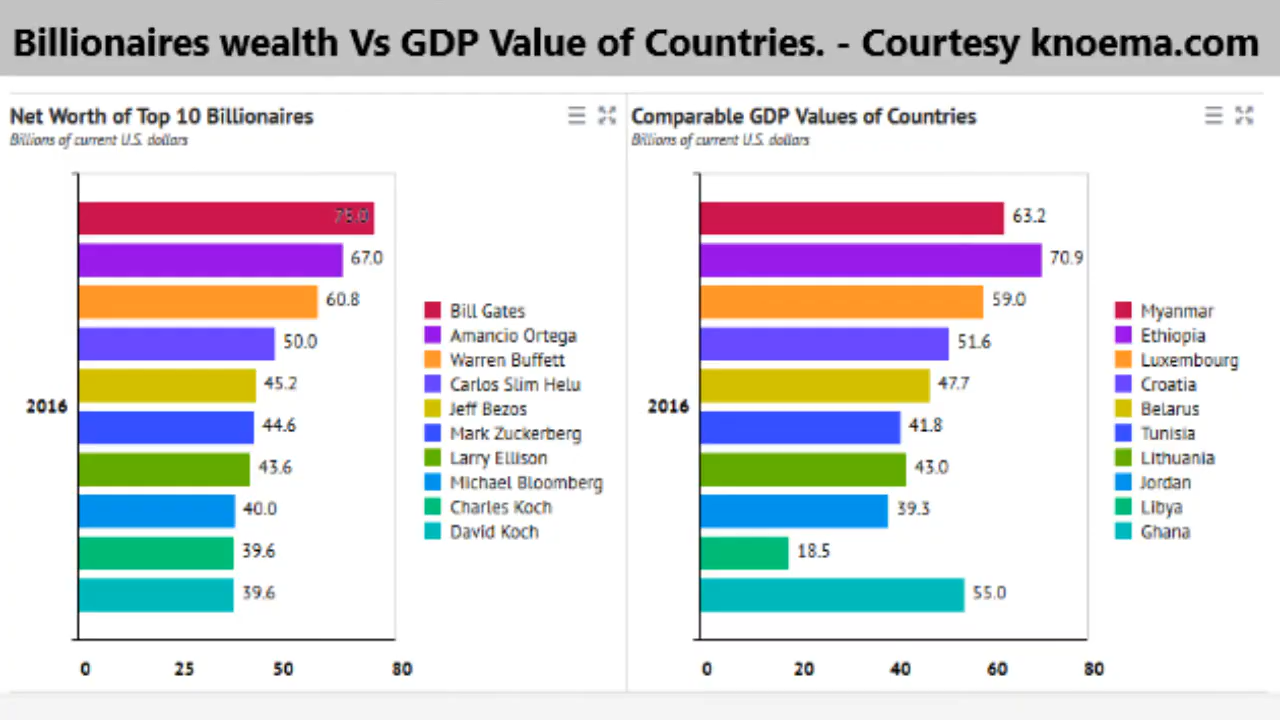 Billionaires wealth Vs GDP Value of Countries. - Courtesy knoema.com
Net Worth of Top 10 Billionaires
Billions of current U.S. dollars
75.0
67.0
60.8
50.0
45.2
44.6
43.6
40.0
39.6
39.6
2016
0 25 50 80
Bill Gates
Amancio Ortega
Warren Buffett
Carlos Slim Helu
Jeff Bezos
Mark Zuckerberg
Larry Ellison
Michael Bloomberg
Charles Koch
David Koch
Comparable GDP Values of Countries
Billions of current U.S. dollars
63.2
70.9
59.0
51.6
47.7
41.8
43.0
39.3
18.5
55.0
2016
0 20 40 60 80
Myanmar
Ethiopia
Luxembourg
Croatia
Belarus
Tunisia
Lithuania
Jordan
Libya
Ghana